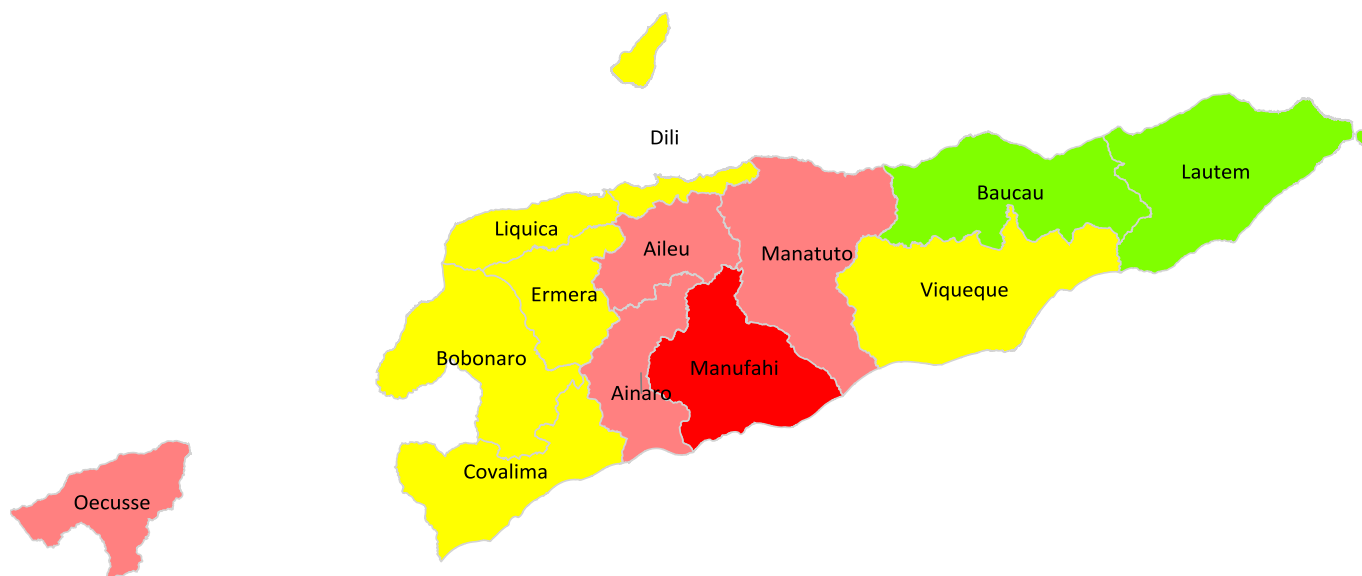 Dili
Lautem
Baucau
Liquica
Aileu
Manatuto
Viqueque
Ermera
Bobonaro
Manufahi
Ainaro
Covalima
Oecusse